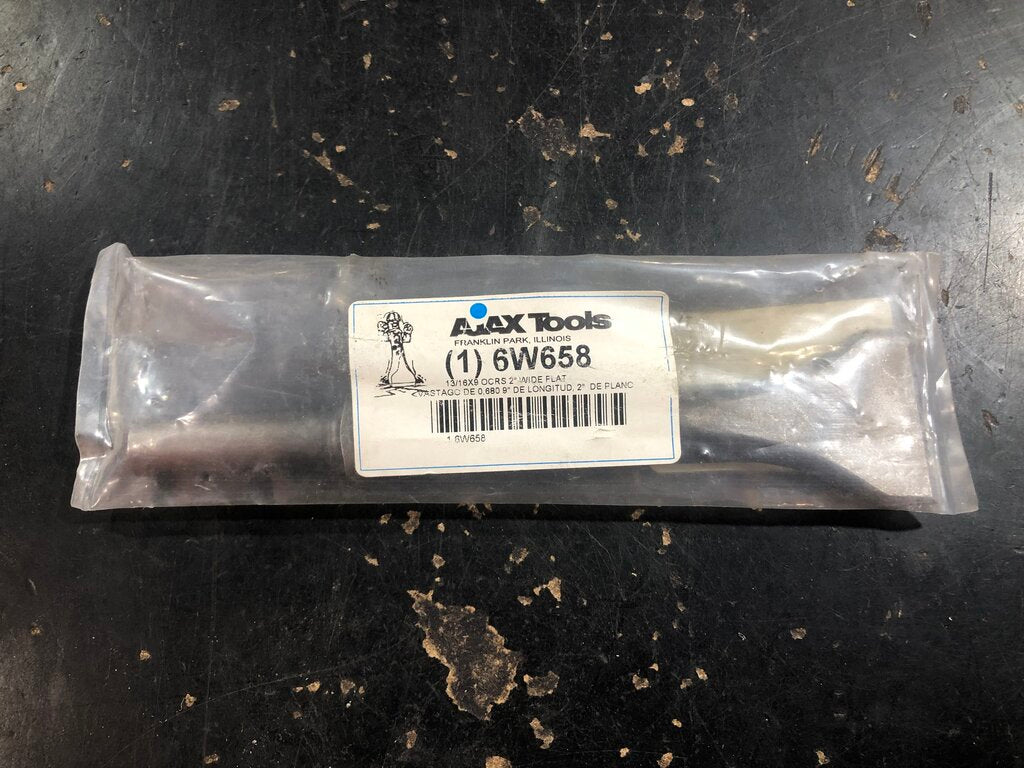 AJAX Tools
FRANKLIN PARK, ILLINOIS
(1) 6W658
13/16X9 OCRS 2" WIDE FLAT
VASTAGO DE 0,680 9" DE LONGITUD, 2" DE PLANO
1 6W658